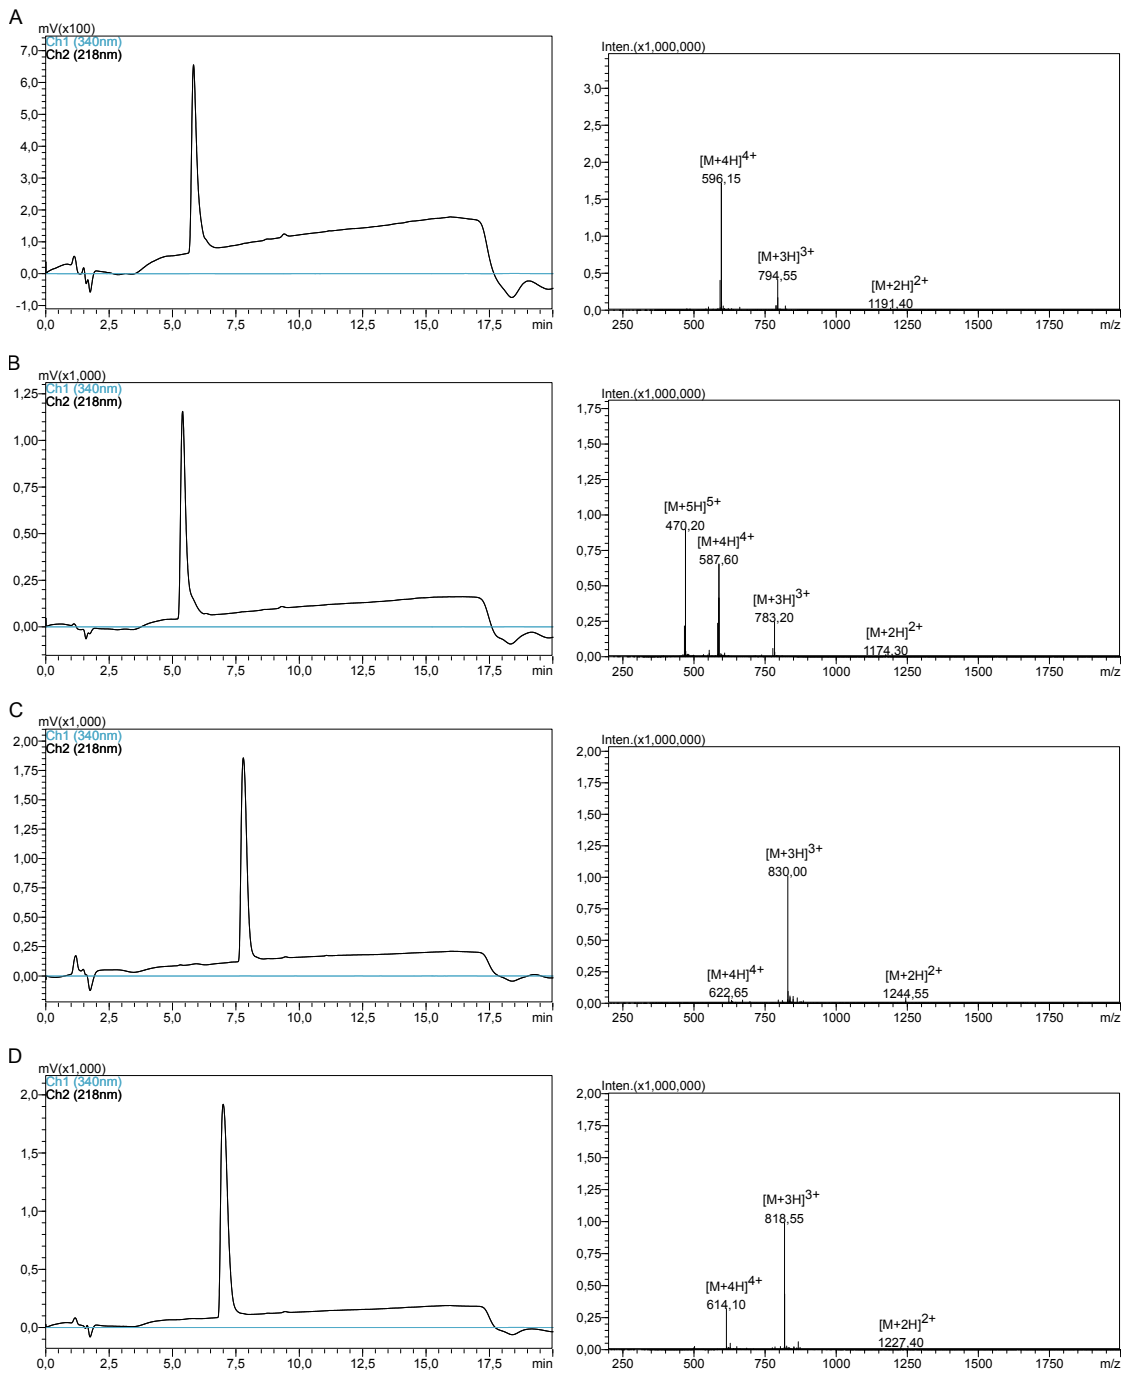 A
mV(x100)
Ch1 (340nm)
Ch2 (218nm)
7,0
6,0
5,0
4,0
3,0
2,0
1,0
0,0
-1,0
0,0 2,5 5,0 7,5 10,0 12,5 15,0 17,5 min
Inten.(x1,000,000)
3,0
2,5
2,0
1,5
1,0
0,5
0,0
[M+4H]4+
596,15
[M+3H]3+
794,55
[M+2H]2+
1191,40
250 500 750 1000 1250 1500 1750 m/z
B
mV(x1,000)
Ch1 (340nm)
Ch2 (218nm)
1,25
1,00
0,75
0,50
0,25
0,00
0,0 2,5 5,0 7,5 10,0 12,5 15,0 17,5 min
Inten.(x1,000,000)
1,75
1,50
1,25
1,00
0,75
0,50
0,25
0,00
[M+5H]5+
470,20
[M+4H]4+
587,60
[M+3H]3+
783,20
[M+2H]2+
1174,30
250 500 750 1000 1250 1500 1750 m/z
C
mV(x1,000)
Ch1 (340nm)
Ch2 (218nm)
2,00
1,75
1,50
1,25
1,00
0,75
0,50
0,25
0,00
0,0 2,5 5,0 7,5 10,0 12,5 15,0 17,5 min
Inten.(x1,000,000)
2,00
1,75
1,50
1,25
1,00
0,75
0,50
0,25
0,00
[M+3H]3+
830,00
[M+4H]4+
622,65
[M+2H]2+
1244,55
250 500 750 1000 1250 1500 1750 m/z
D
mV(x1,000)
Ch1 (340nm)
Ch2 (218nm)
2,0
1,5
1,0
0,5
0,0
0,0 2,5 5,0 7,5 10,0 12,5 15,0 17,5 min
Inten.(x1,000,000)
2,00
1,75
1,50
1,25
1,00
0,75
0,50
0,25
0,00
[M+3H]3+
818,55
[M+4H]4+
614,10
[M+2H]2+
1227,40
250 500 750 1000 1250 1500 1750 m/z